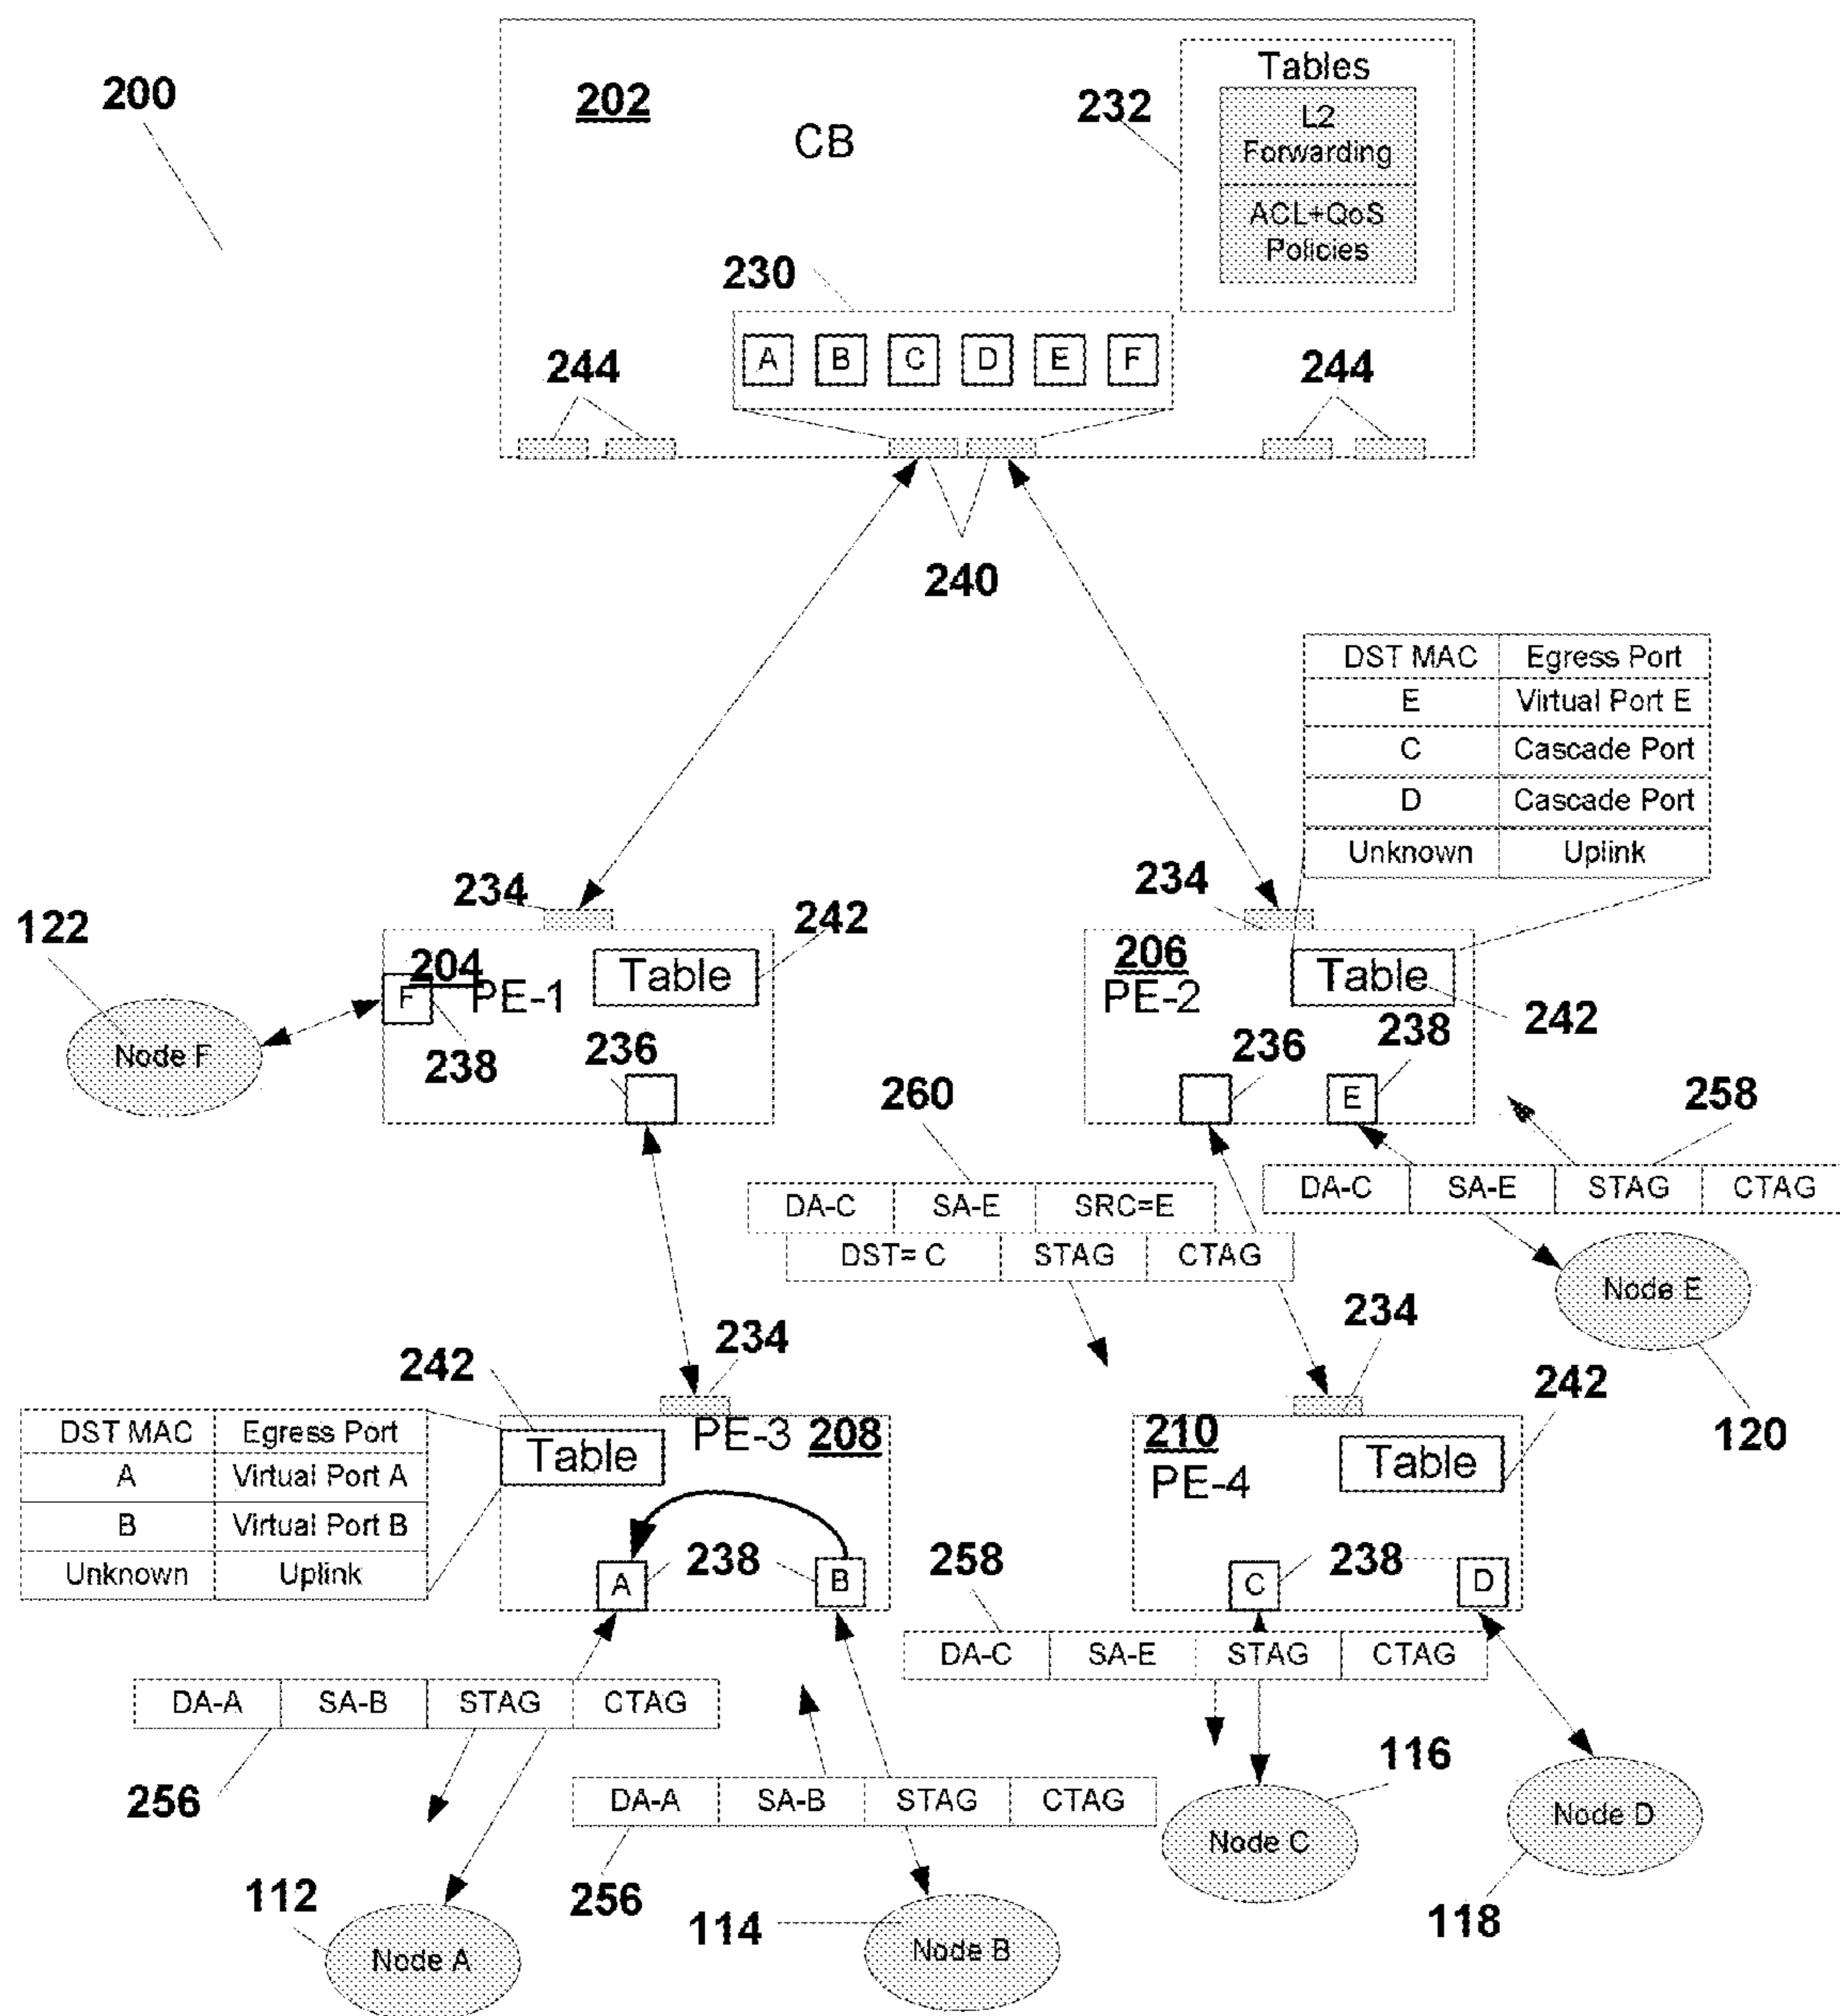 200
202
CB
232
Tables
L2
Forwarding
ACL+QoS
Policies
230
A B C D E F
244
244
240
DST MAC Egress Port
E Virtual Port E
C Cascade Port
D Cascade Port
Unknown Uplink
234
234
122
242
204
PE-1
Table
F
206
PE-2
Table
242
Node F
238
236
236
238
E
260
258
DA-C SA-E SRC=E
DST= C STAG CTAG
DA-C SA-E STAG CTAG
Node E
120
234
234
242
242
DST MAC Egress Port
A Virtual Port A
B Virtual Port B
Unknown Uplink
Table
PE-3 208
210
PE-4
Table
A
238
B
258
C
238
D
DA-C SA-E STAG CTAG
DA-A SA-B STAG CTAG
256
DA-A SA-B STAG CTAG
256
116
Node C
Node D
118
112
Node A
114
Node B